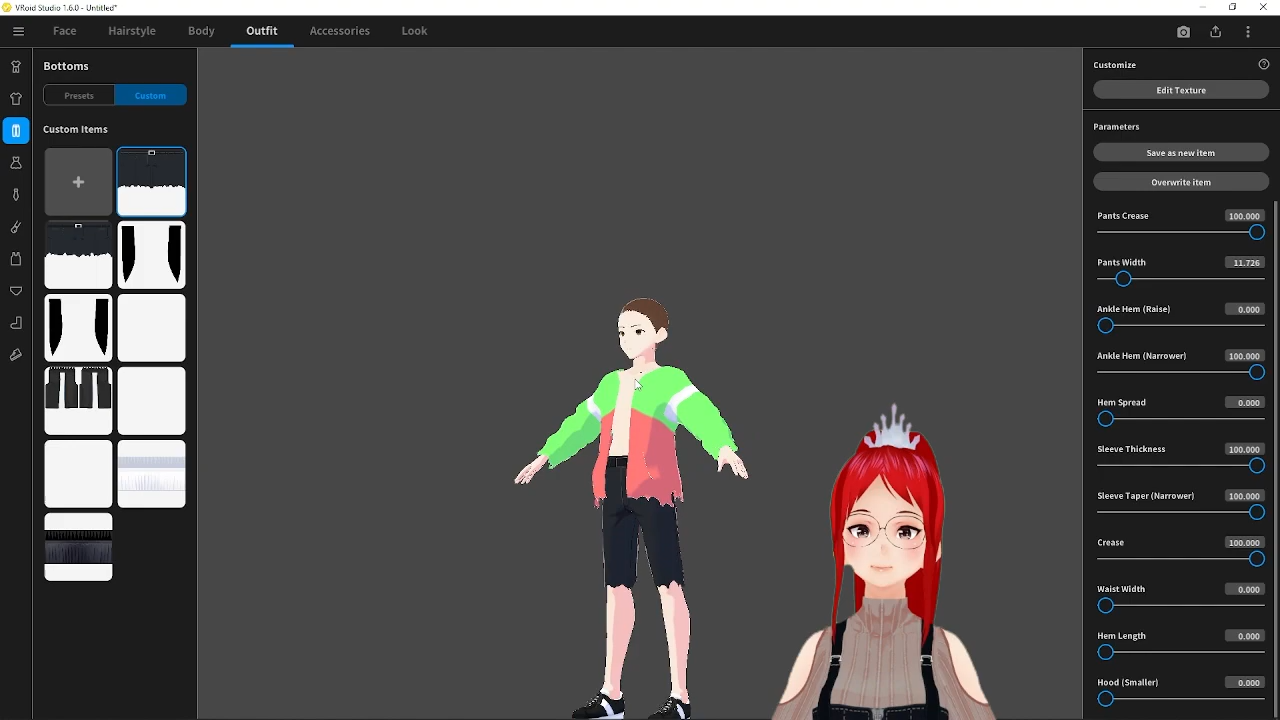 VRoid Studio 1.6.0 - Untitled*
Face Hairstyle Body Outfit Accessories Look
Bottoms
Presets Custom
Custom Items
Customize
Edit Texture
Parameters
Save as new item
Overwrite item
Pants Crease 100.000
Pants Width 11.726
Ankle Hem (Raise) 0.000
Ankle Hem (Narrower) 100.000
Hem Spread 0.000
Sleeve Thickness 100.000
Sleeve Taper (Narrower) 100.000
Crease 100.000
Waist Width 0.000
Hem Length 0.000
Hood (Smaller) 0.000